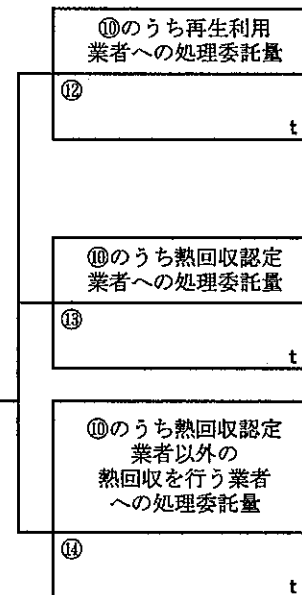 ⑩のうち再生利用
業者への処理委託量
⑫
t
⑩のうち熱回収認定
業者への処理委託量
⑬
t
⑩のうち熱回収認定
業者以外の
熱回収を行う業者
への処理委託量
⑭
t